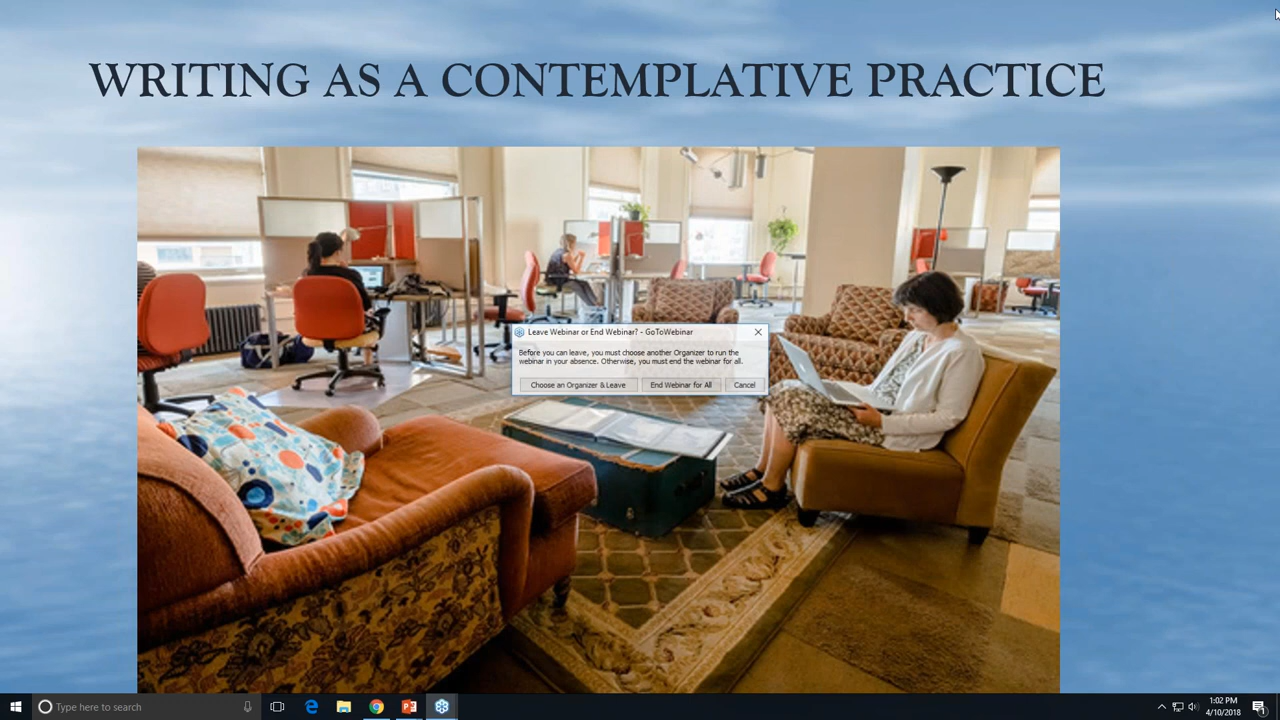 WRITING AS A CONTEMPLATIVE PRACTICE
Leave Webinar or End Webinar? - GoToWebinar
Before you can leave, you must choose another Organizer to run the
webinar in your absence. Otherwise, you must end the webinar for all.
Choose an Organizer & Leave End Webinar for All Cancel
Type here to search
1:02 PM
4/10/2018